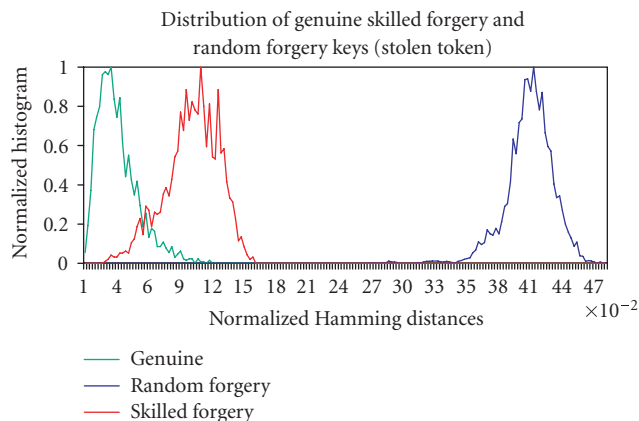 Distribution of genuine skilled forgery and
random forgery keys (stolen token)
Normalized histogram
1
0.8
0.6
0.4
0.2
0
1 4 6 9 12 15 18 21 24 27 30 33 35 38 41 44 47
×10−2
Normalized Hamming distances
Genuine
Random forgery
Skilled forgery